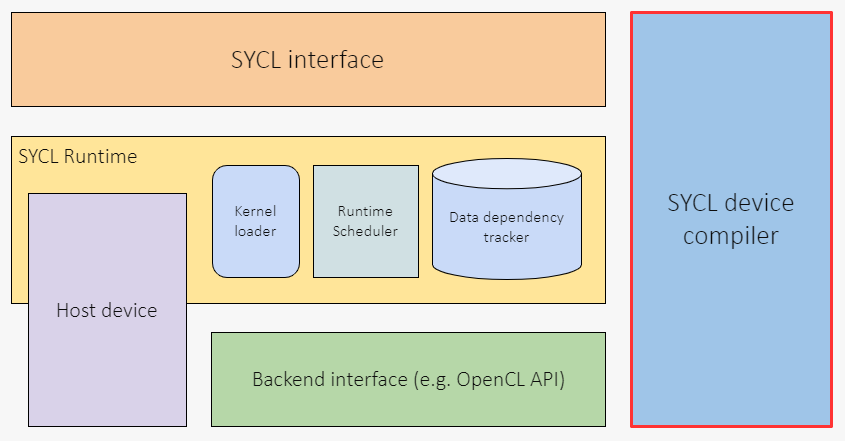 SYCL interface
SYCL Runtime
Kernel
loader
Runtime
Scheduler
Data dependency
tracker
Host device
Backend interface (e.g. OpenCL API)
SYCL device
compiler